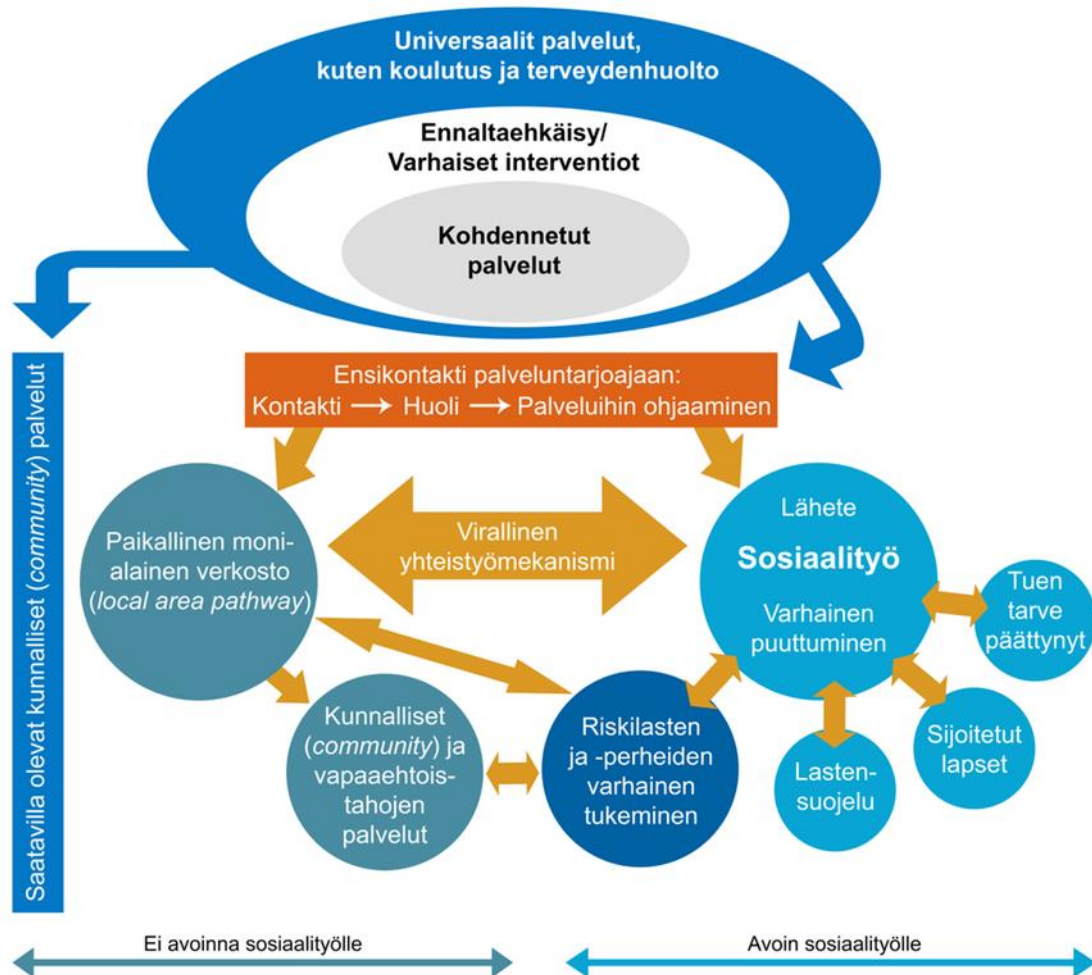 Universaalit palvelut,
kuten koulutus ja terveydenhuolto
Ennaltaehkäisy/
Varhaiset interventiot
Kohdennetut
palvelut
Saatavilla olevat kunnalliset (community) palvelut
Ensikontakti palveluntarjoajaan:
Kontakti → Huoli → Palveluihin ohjaaminen
Paikallinen moni-
alainen verkosto
(local area pathway)
Virallinen
yhteistyömekanismi
Lähete
Sosiaalityö
Varhainen
puuttuminen
Tuen
tarve
päättynyt
Kunnalliset
(community) ja
vapaaehtois-
tahojen
palvelut
Riskilasten
ja -perheiden
varhainen
tukeminen
Lasten-
suojelu
Sijoitetut
lapset
Ei avoinna sosiaalityölle
Avoin sosiaalityölle